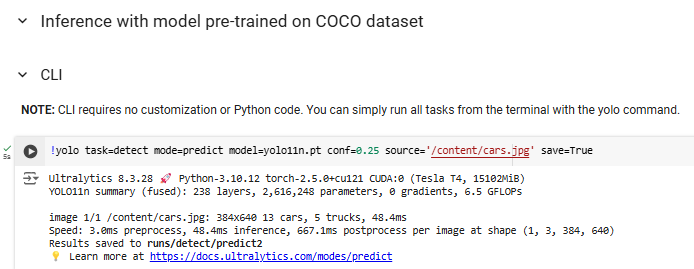 Inference with model pre-trained on COCO dataset
CLI
NOTE: CLI requires no customization or Python code. You can simply run all tasks from the terminal with the yolo command.
5s
!yolo task=detect mode=predict model=yolo11n.pt conf=0.25 source='/content/cars.jpg' save=True
Ultralytics 8.3.28 🚀 Python-3.10.12 torch-2.5.0+cu121 CUDA:0 (Tesla T4, 15102MiB)
YOLO11n summary (fused): 238 layers, 2,616,248 parameters, 0 gradients, 6.5 GFLOPs
image 1/1 /content/cars.jpg: 384x640 13 cars, 5 trucks, 48.4ms
Speed: 3.0ms preprocess, 48.4ms inference, 667.1ms postprocess per image at shape (1, 3, 384, 640)
Results saved to runs/detect/predict2
💡 Learn more at https://docs.ultralytics.com/modes/predict